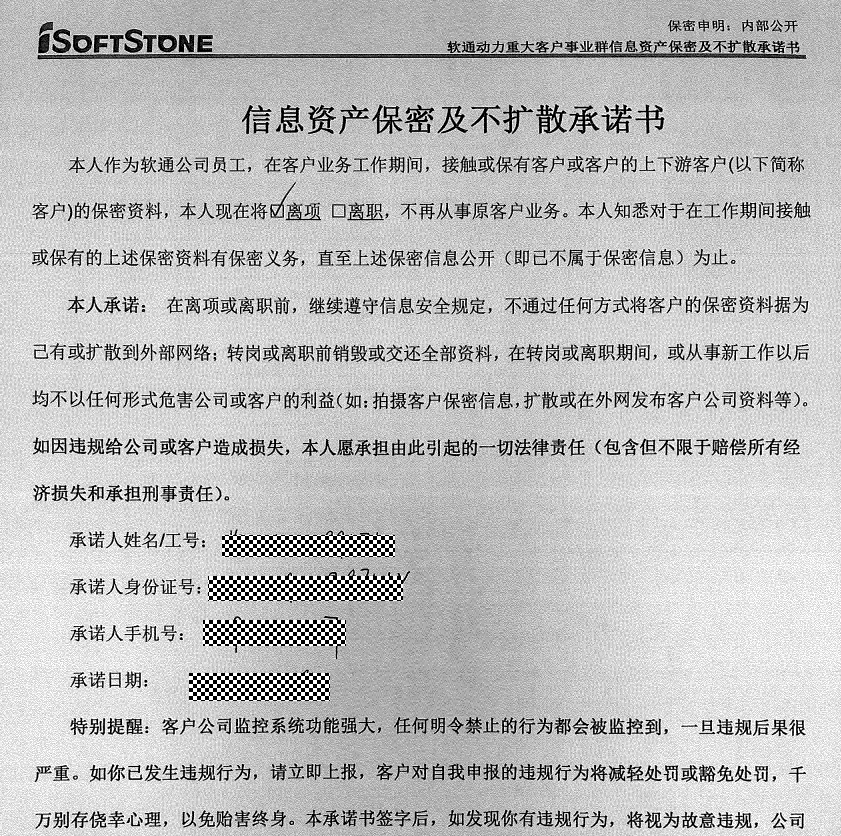 iSOFTSTONE
保密申明：内部公开
软通动力重大客户事业群信息资产保密及不扩散承诺书
信息资产保密及不扩散承诺书
本人作为软通公司员工，在客户业务工作期间，接触或保有客户或客户的上下游客户(以下简称
客户)的保密资料，本人现在将☑离项 □离职，不再从事原客户业务。本人知悉对于在工作期间接触
或保有的上述保密资料有保密义务，直至上述保密信息公开（即已不属于保密信息）为止。
本人承诺： 在离项或离职前，继续遵守信息安全规定，不通过任何方式将客户的保密资料据为
己有或扩散到外部网络；转岗或离职前销毁或交还全部资料，在转岗或离职期间，或从事新工作以后
均不以任何形式危害公司或客户的利益(如：拍摄客户保密信息，扩散或在外网发布客户公司资料等)。
如因违规给公司或客户造成损失，本人愿承担由此引起的一切法律责任（包含但不限于赔偿所有经
济损失和承担刑事责任）。
承诺人姓名/工号：
承诺人身份证号：
承诺人手机号：
承诺日期：
特别提醒：客户公司监控系统功能强大，任何明令禁止的行为都会被监控到，一旦违规后果很
严重。如你已发生违规行为，请立即上报，客户对自我申报的违规行为将减轻处罚或豁免处罚，千
万别存侥幸心理，以免贻害终身。本承诺书签字后，如发现你有违规行为，将视为故意违规，公司